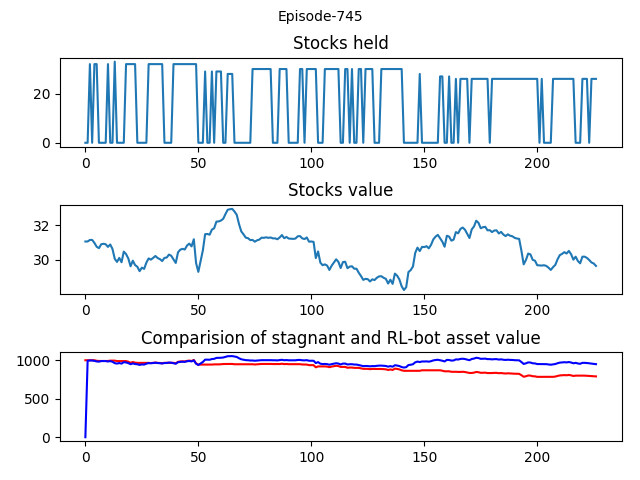 Episode-745
Stocks held
20
0
0 50 100 150 200
Stocks value
32
30
0 50 100 150 200
Comparision of stagnant and RL-bot asset value
1000
500
0
0 50 100 150 200